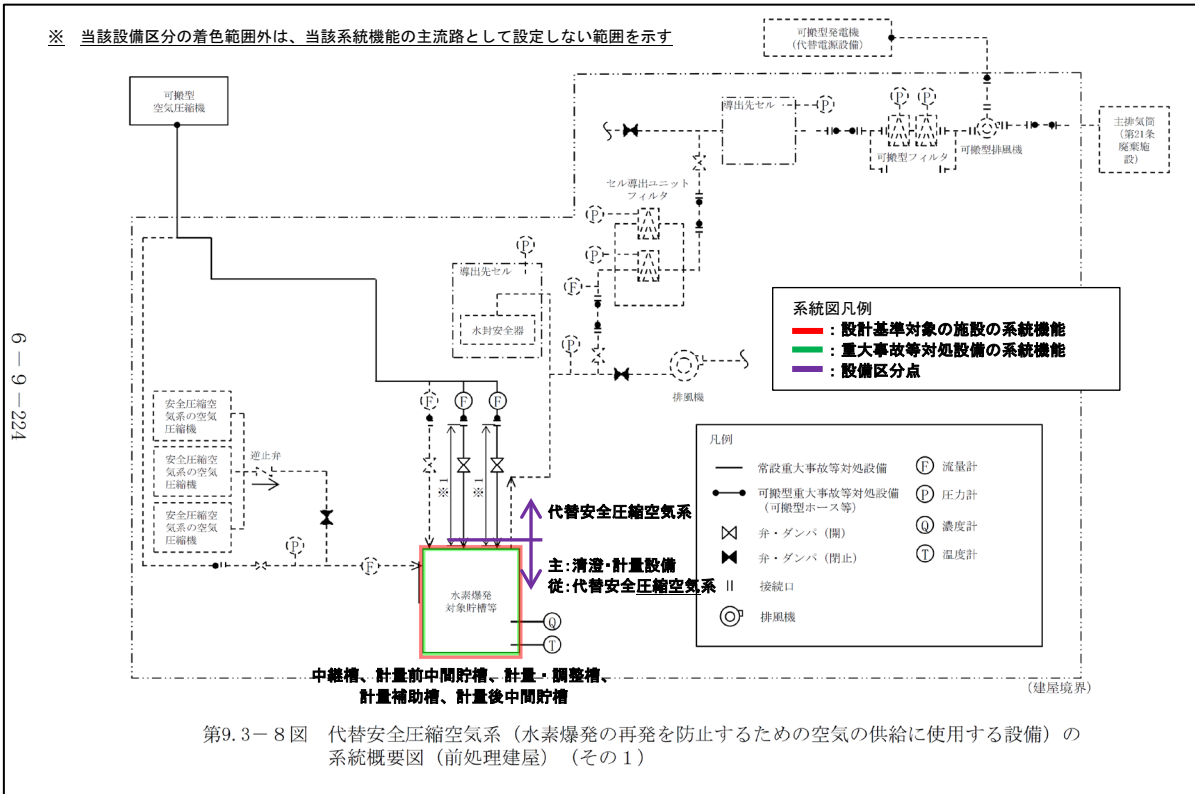 ※ 当該設備区分の着色範囲外は、当該系統機能の主流路として設定しない範囲を示す
可搬型発電機
（代替電源設備）
可搬型
空気圧縮機
導出先セル
P
P
P
主排気筒
（第21条
廃棄施
設）
可搬型フィルタ
可搬型排風機
セル導出ユニット
フィルタ
P
P
P
F
導出先セル
水封安全器
P
排風機
系統図凡例
：設計基準対象の施設の系統機能
：重大事故等対処設備の系統機能
：設備区分点
6－9－224
安全圧縮空
気系の空気
圧縮機
安全圧縮空
気系の空気
圧縮機
安全圧縮空
気系の空気
圧縮機
逆止弁
P
F
F
F
F
※1
※1
代替安全圧縮空気系
主：清澄・計量設備
従：代替安全圧縮空気系
水素爆発
対象貯槽等
Q
T
中継槽、計量前中間貯槽、計量・調整槽、
計量補助槽、計量後中間貯槽
凡例
常設重大事故等対処設備
可搬型重大事故等対処設備
（可搬型ホース等）
弁・ダンパ（開）
弁・ダンパ（閉止）
接続口
排風機
F 流量計
P 圧力計
Q 濃度計
T 温度計
（建屋境界）
第9.3－8図 代替安全圧縮空気系（水素爆発の再発を防止するための空気の供給に使用する設備）の
系統概要図（前処理建屋）（その１）